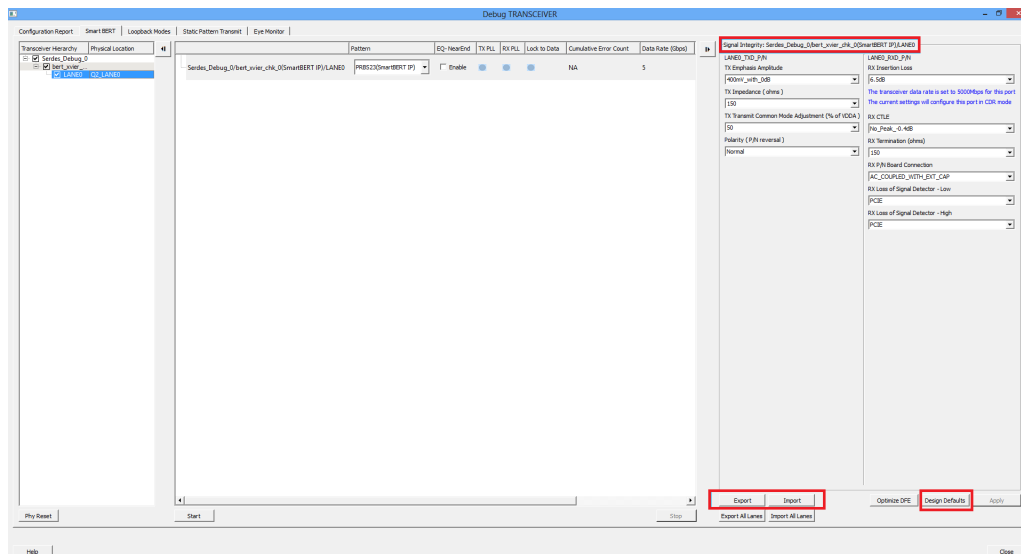 Debug TRANSCEIVER
Configuration Report Smart BERT Loopback Modes Static Pattern Transmit Eye Monitor
Transceiver Hierarchy Physical Location
Serdes_Debug_0
bert_xvier_...
LANE0 Q2_LANE0
Pattern EQ- NearEnd TX PLL RX PLL Lock to Data Cumulative Error Count Data Rate (Gbps)
Serdes_Debug_0/bert_xvier_chk_0(SmartBERT IP)/LANE0 PRBS23(SmartBERT IP) Enable NA 5
Signal Integrity: Serdes_Debug_0/bert_xvier_chk_0(SmartBERT IP)/LANE0
LANE0_TXD_P/N
TX Emphasis Amplitude
400mV_with_0dB
TX Impedance ( ohms )
150
TX Transmit Common Mode Adjustment (% of VDDA )
50
Polarity ( P/N reversal )
Normal
LANE0_RXD_P/N
RX Insertion Loss
6.5dB
The transceiver data rate is set to 5000Mbps for this port
The current settings will configure this port in CDR mode
RX CTLE
No_Peak_-0.4dB
RX Termination (ohms)
150
RX P/N Board Connection
AC_COUPLED_WITH_EXT_CAP
RX Loss of Signal Detector - Low
PCIE
RX Loss of Signal Detector - High
PCIE
Export Import Optimize DFE Design Defaults Apply
Phy Reset Start Stop Export All Lanes Import All Lanes
Help Close